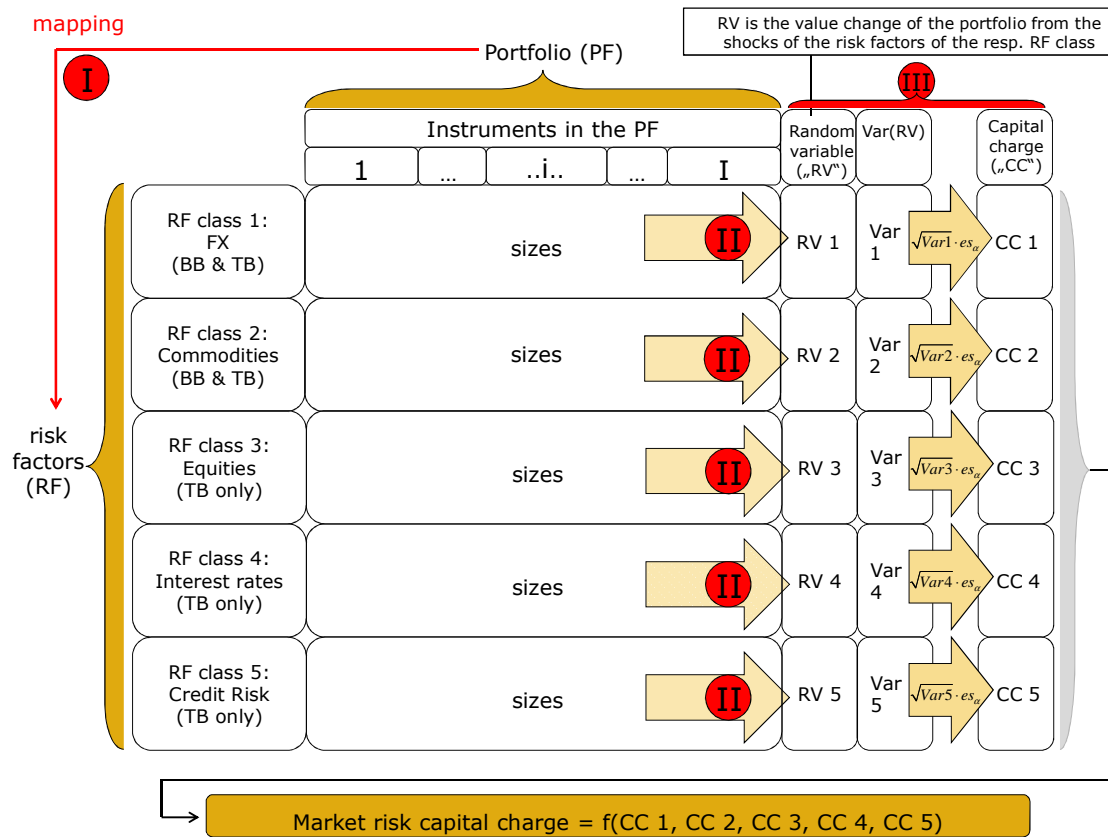 mapping
RV is the value change of the portfolio from the
shocks of the risk factors of the resp. RF class
I
Portfolio (PF)
III
Instruments in the PF
Random
variable
(„RV“)
Var(RV)
Capital
charge
(„CC“)
1
...
..i..
...
I
RF class 1:
FX
(BB & TB)
sizes
II
RV 1
Var
1
√Var1 · es_α
CC 1
RF class 2:
Commodities
(BB & TB)
sizes
II
RV 2
Var
2
√Var2 · es_α
CC 2
risk
factors
(RF)
RF class 3:
Equities
(TB only)
sizes
II
RV 3
Var
3
√Var3 · es_α
CC 3
RF class 4:
Interest rates
(TB only)
sizes
II
RV 4
Var
4
√Var4 · es_α
CC 4
RF class 5:
Credit Risk
(TB only)
sizes
II
RV 5
Var
5
√Var5 · es_α
CC 5
Market risk capital charge = f(CC 1, CC 2, CC 3, CC 4, CC 5)